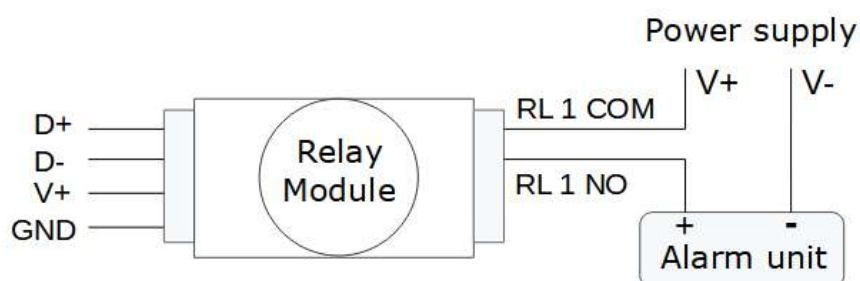 Power supply
V+ V-
D+
D-
V+
GND
Relay
Module
RL 1 COM
RL 1 NO
+ -
Alarm unit